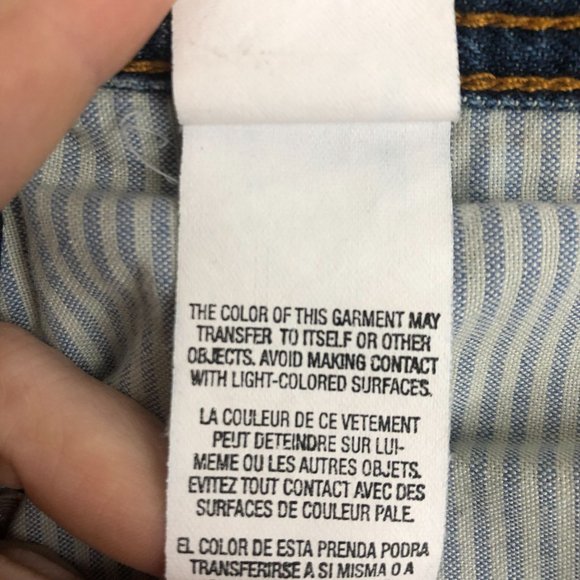 THE COLOR OF THIS GARMENT MAY
TRANSFER TO ITSELF OR OTHER
OBJECTS. AVOID MAKING CONTACT
WITH LIGHT-COLORED SURFACES.
LA COULEUR DE CE VETEMENT
PEUT DETEINDRE SUR LUI-
MEME OU LES AUTRES OBJETS.
EVITEZ TOUT CONTACT AVEC DES
SURFACES DE COULEUR PALE.
EL COLOR DE ESTA PRENDA PODRA
TRANSFERIRSE A SI MISMA O A